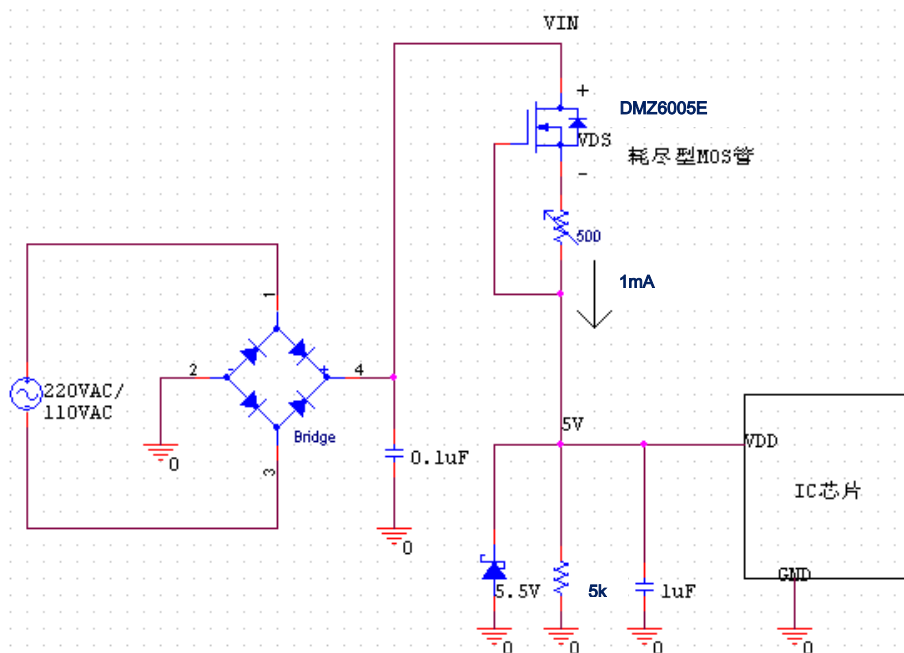 VIN
+
DMZ6005E
VDS
耗尽型MOS管
-
500
1mA
1
2
-
+
4
220VAC/
110VAC
Bridge
3
0
0.1uF
0
5V
VDD
IC芯片
GND
5.5V
5k
1uF
0
0
0
0